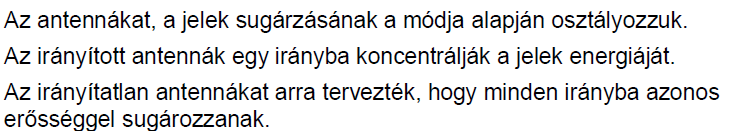 Az antennákat, a jelek sugárzásának a módja alapján osztályozzuk.
Az irányított antennák egy irányba koncentrálják a jelek energiáját.
Az irányítatlan antennákat arra tervezték, hogy minden irányba azonos
erősséggel sugározzanak.